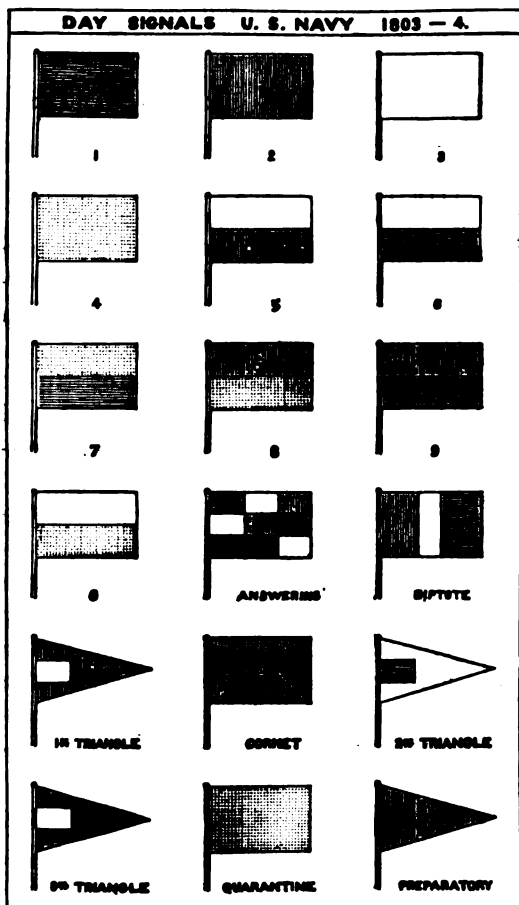 DAY SIGNALS U. S. NAVY 1803 — 4.
1 2 3
4 5 6
7 8 9
0 ANSWERING DIPTOTE
1ST TRIANGLE CORNET 2ND TRIANGLE
3RD TRIANGLE QUARANTINE PREPARATORY